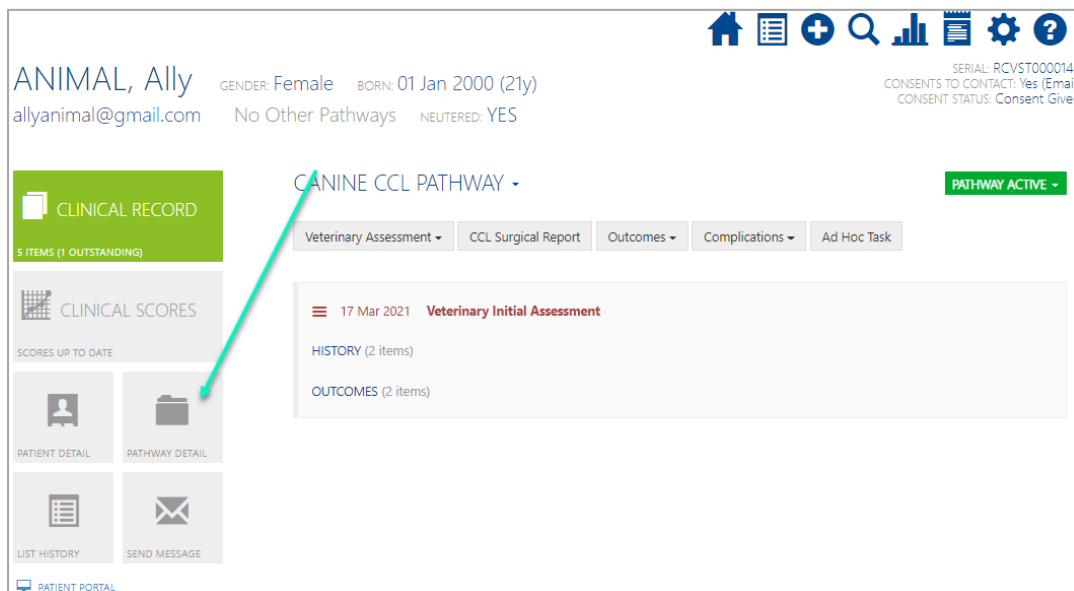 ANIMAL, Ally GENDER: Female BORN: 01 Jan 2000 (21y)
allyanimal@gmail.com No Other Pathways NEUTERED: YES
SERIAL: RCVST000014
CONSENTS TO CONTACT: Yes (Emai
CONSENT STATUS: Consent Give
CLINICAL RECORD
5 ITEMS (1 OUTSTANDING)
CLINICAL SCORES
SCORES UP TO DATE
PATIENT DETAIL
PATHWAY DETAIL
LIST HISTORY
SEND MESSAGE
PATIENT PORTAL
CANINE CCL PATHWAY
PATHWAY ACTIVE
Veterinary Assessment CCL Surgical Report Outcomes Complications Ad Hoc Task
17 Mar 2021 Veterinary Initial Assessment
HISTORY (2 items)
OUTCOMES (2 items)